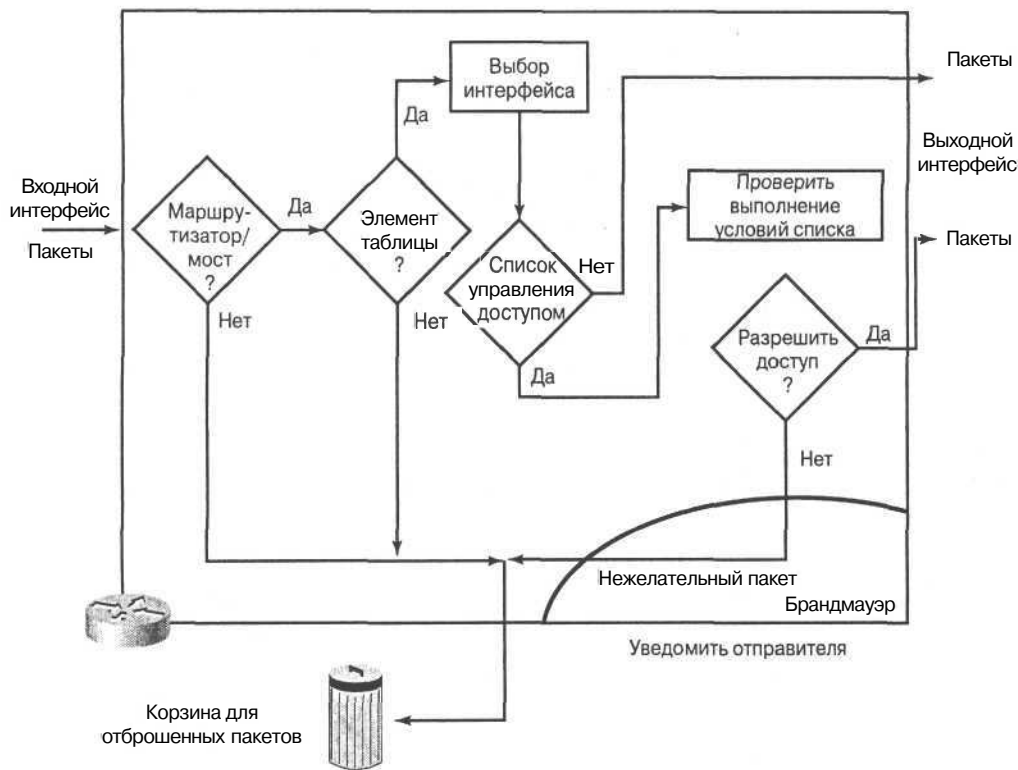 Выбор
интерфейса
Пакеты
Да
Выходной
интерфейс
Входной
интерфейс
Пакеты
Маршру-
тизатор/
мост
?
Да
Элемент
таблицы
?
Проверить
выполнение
условий списка
Пакеты
Список
управления
доступом
Нет
Нет
Нет
Да
Разрешить
доступ
?
Да
Нет
Нежелательный пакет
Брандмауэр
Уведомить отправителя
Корзина для
отброшенных пакетов